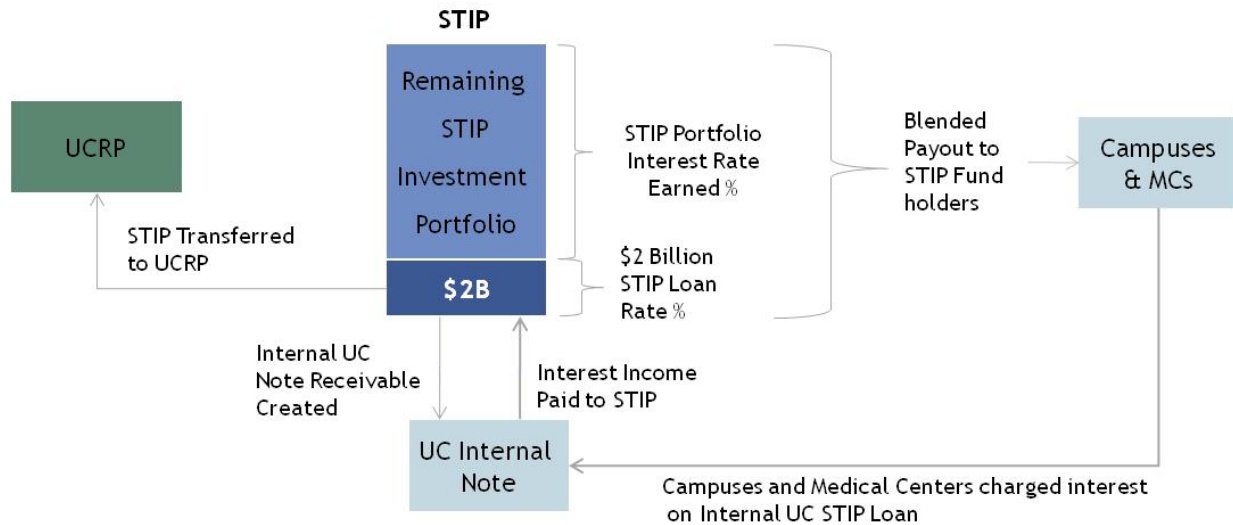 STIP
Remaining
STIP
Investment
Portfolio
$2B
UCRP
STIP Transferred
to UCRP
STIP Portfolio
Interest Rate
Earned %
$2 Billion
STIP Loan
Rate %
Blended
Payout to
STIP Fund
holders
Campuses
& MCs
Internal UC
Note Receivable
Created
Interest Income
Paid to STIP
UC Internal
Note
Campuses and Medical Centers charged interest
on Internal UC STIP Loan